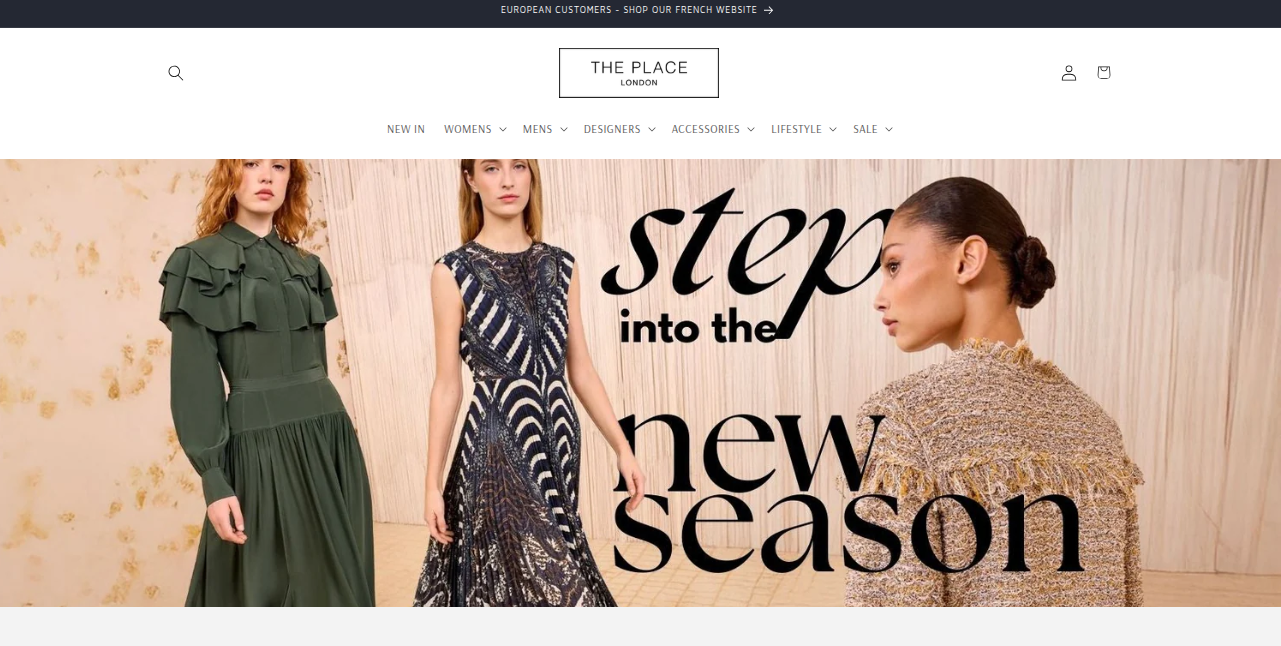 EUROPEAN CUSTOMERS - SHOP OUR FRENCH WEBSITE
THE PLACE
LONDON
NEW IN WOMENS MENS DESIGNERS ACCESSORIES LIFESTYLE SALE
step
into the
new
season